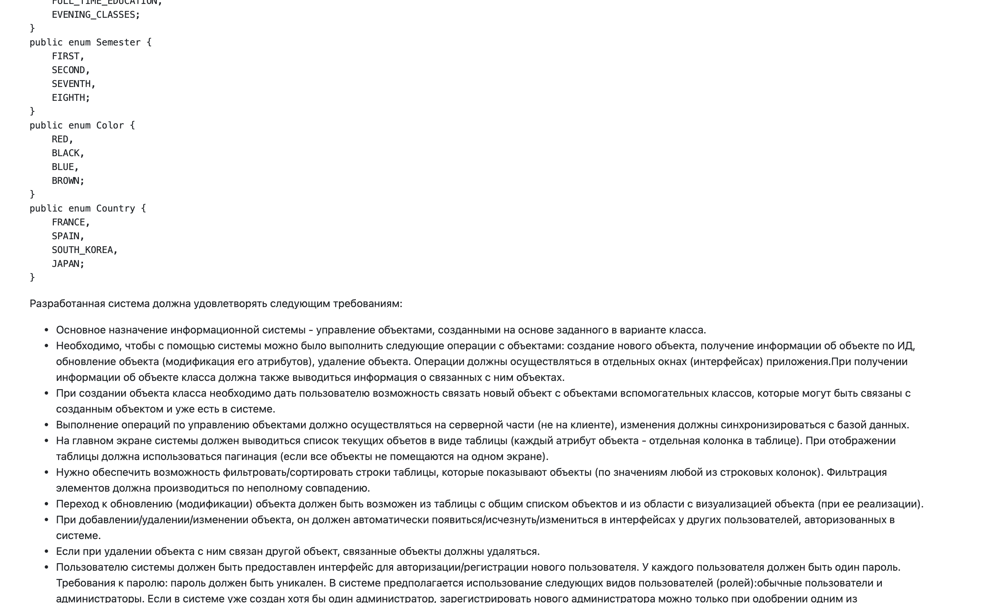 FULL_TIME_EDUCATION,
EVENING_CLASSES;
}
public enum Semester {
FIRST,
SECOND,
SEVENTH,
EIGHTH;
}
public enum Color {
RED,
BLACK,
BLUE,
BROWN;
}
public enum Country {
FRANCE,
SPAIN,
SOUTH_KOREA,
JAPAN;
}
Разработанная система должна удовлетворять следующим требованиям:
• Основное назначение информационной системы - управление объектами, созданными на основе заданного в варианте класса.
• Необходимо, чтобы с помощью системы можно было выполнить следующие операции с объектами: создание нового объекта, получение информации об объекте по ИД,
обновление объекта (модификация его атрибутов), удаление объекта. Операции должны осуществляться в отдельных окнах (интерфейсах) приложения.При получении
информации об объекте класса должна также выводиться информация о связанных с ним объектах.
• При создании объекта класса необходимо дать пользователю возможность связать новый объект с объектами вспомогательных классов, которые могут быть связаны с
созданным объектом и уже есть в системе.
• Выполнение операций по управлению объектами должно осуществляться на серверной части (не на клиенте), изменения должны синхронизироваться с базой данных.
• На главном экране системы должен выводиться список текущих объетов в виде таблицы (каждый атрибут объекта - отдельная колонка в таблице). При отображении
таблицы должна использоваться пагинация (если все объекты не помещаются на одном экране).
• Нужно обеспечить возможность фильтровать/сортировать строки таблицы, которые показывают объекты (по значениям любой из строковых колонок). Фильтрация
элементов должна производиться по неполному совпадению.
• Переход к обновлению (модификации) объекта должен быть возможен из таблицы с общим списком объектов и из области с визуализацией объекта (при ее реализации).
• При добавлении/удалении/изменении объекта, он должен автоматически появиться/исчезнуть/измениться в интерфейсах у других пользователей, авторизованных в
системе.
• Если при удалении объекта с ним связан другой объект, связанные объекты должны удаляться.
• Пользователю системы должен быть предоставлен интерфейс для авторизации/регистрации нового пользователя. У каждого пользователя должен быть один пароль.
Требования к паролю: пароль должен быть уникален. В системе предполагается использование следующих видов пользователей (ролей):обычные пользователи и
администраторы. Если в системе уже создан хотя бы один администратор, зарегистрировать нового администратора можно только при одобрении одним из